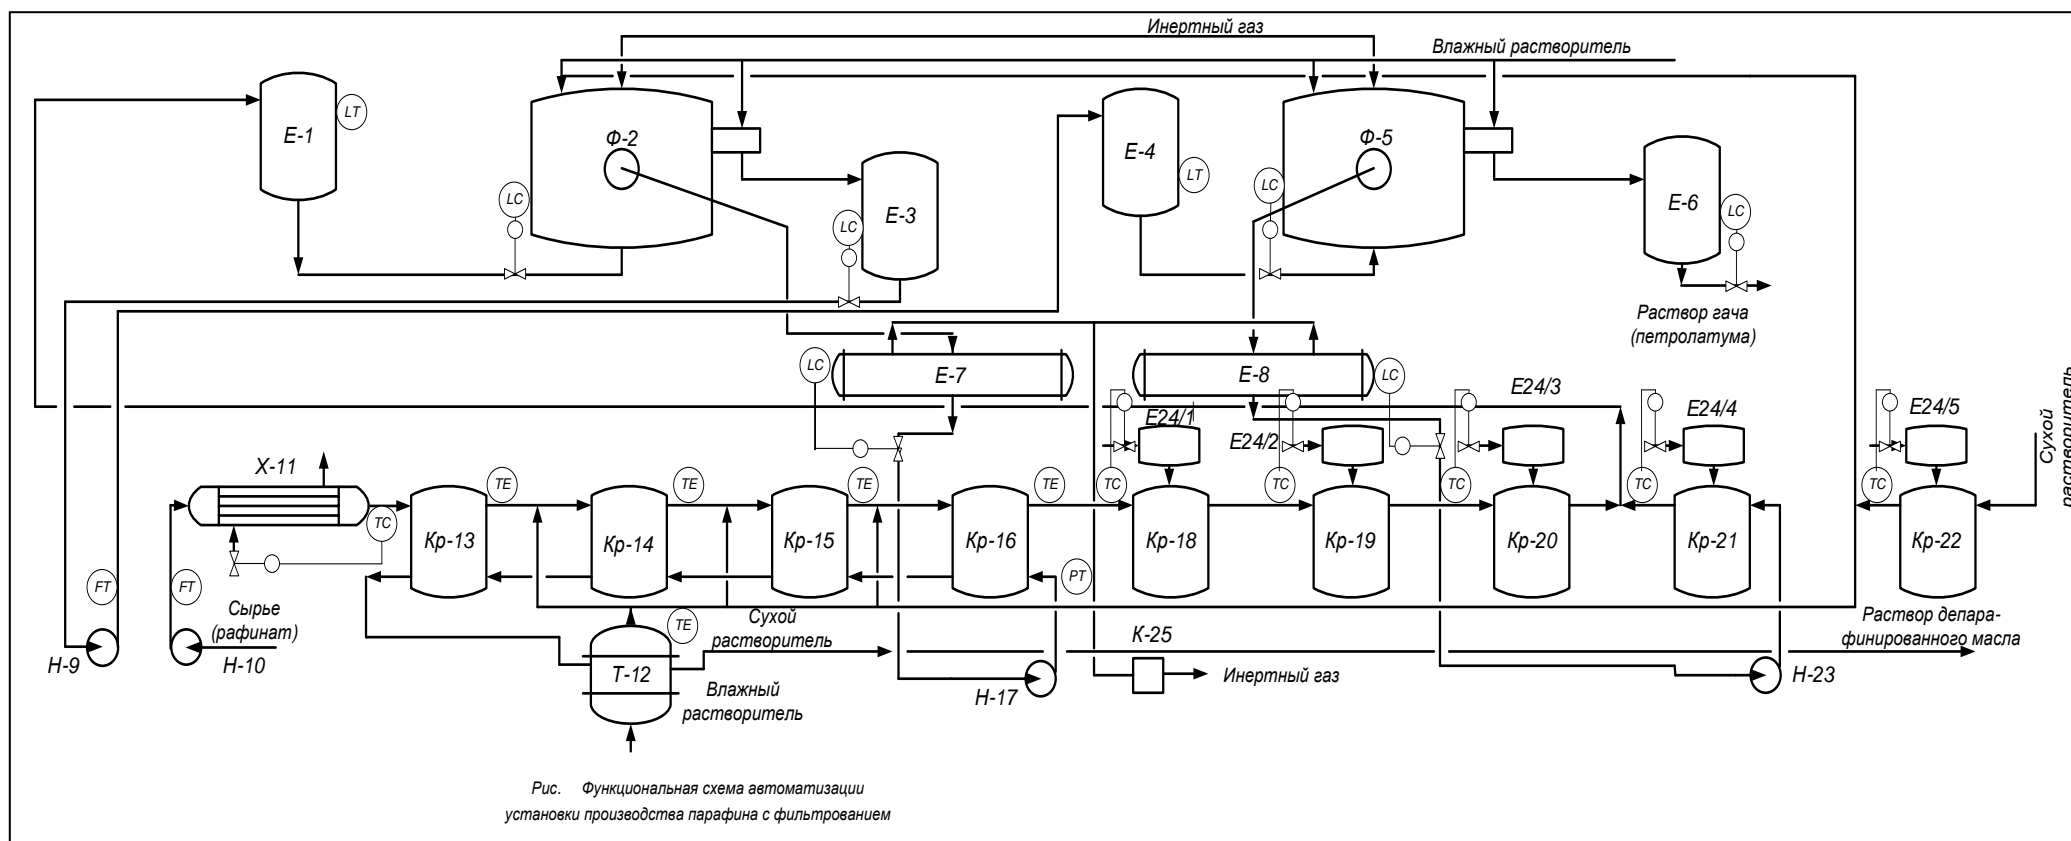 Инертный газ
Влажный растворитель
Е-1
LT
Ф-2
LC
Е-3
LC
Е-4
LT
Ф-5
LC
Е-6
LC
Раствор гача
(петролатума)
Е-7
LC
Е-8
LC
Е24/1
Е24/2
Е24/3
Е24/4
Е24/5
Сухой
растворитель
Х-11
TC
TE
TE
TE
TE
TC
TC
TC
TC
TC
Кр-13
Кр-14
Кр-15
Кр-16
Кр-18
Кр-19
Кр-20
Кр-21
Кр-22
FT
FT
PT
Сырье
(рафинат)
Н-9
Н-10
TE
Т-12
Сухой
растворитель
Влажный
растворитель
Н-17
К-25
Инертный газ
Н-23
Раствор депара-
финированного масла
Рис. Функциональная схема автоматизации
установки производства парафина с фильтрованием